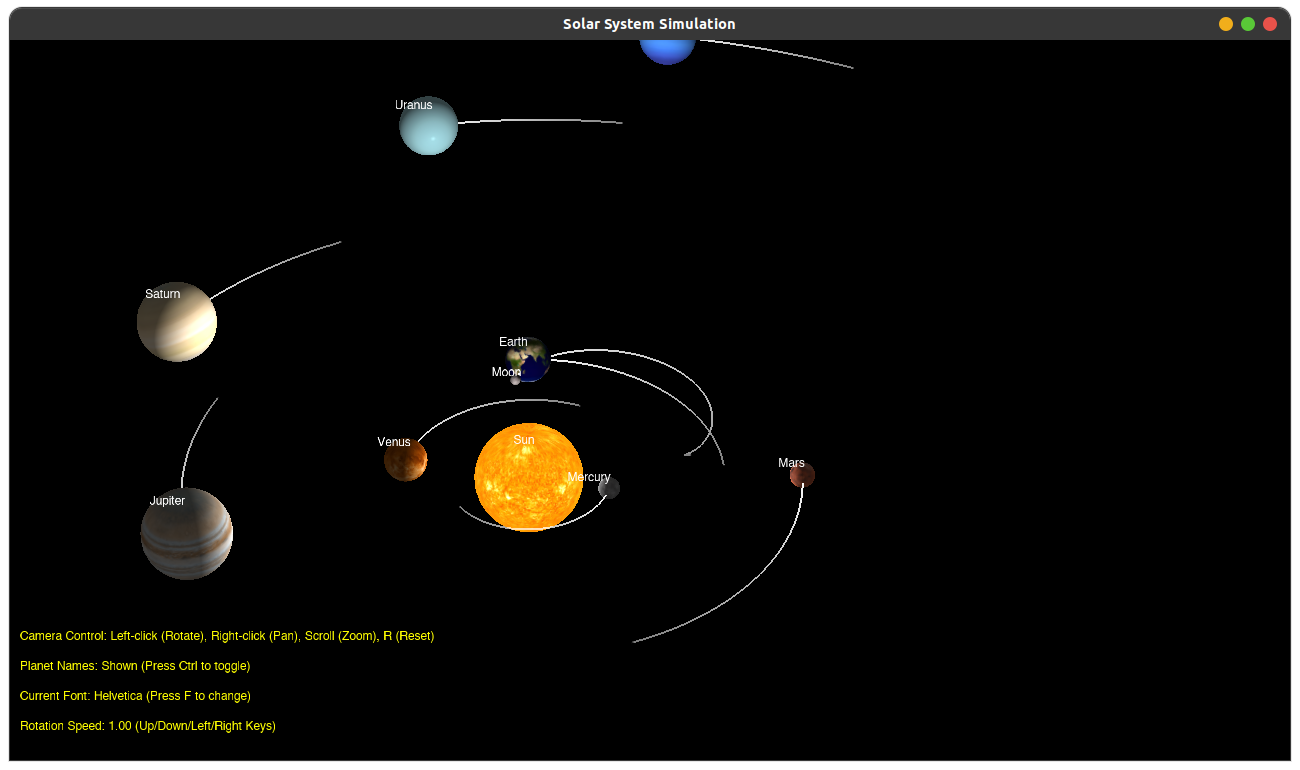 Solar System Simulation
Uranus
Saturn
Earth
Moon
Venus
Sun
Mercury
Mars
Jupiter
Camera Control: Left-click (Rotate), Right-click (Pan), Scroll (Zoom), R (Reset)
Planet Names: Shown (Press Ctrl to toggle)
Current Font: Helvetica (Press F to change)
Rotation Speed: 1.00 (Up/Down/Left/Right Keys)